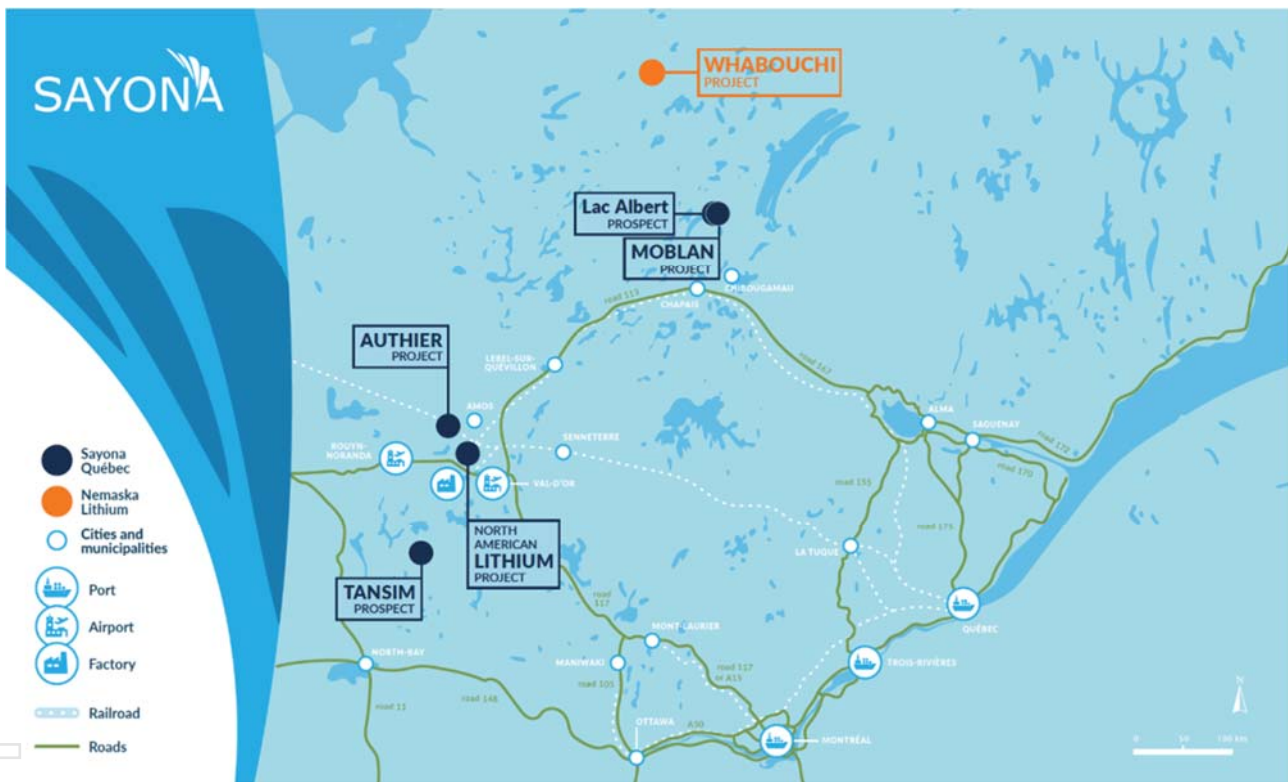 SAYONA
WHABOUCHI
PROJECT
Lac Albert
PROSPECT
MOBLAN
PROJECT
CHIBOUGAMAU
CHAPAIS
road 113
AUTHIER
PROJECT
LEBEL-SUR-
QUÉVILLON
road 167
AMOS
ALMA
SAGUENAY
ROUYN-
NORANDA
SENNETERRE
road 172
road 170
VAL-D'OR
road 155
road 175
NORTH
AMERICAN
LITHIUM
PROJECT
LA TUQUE
TANSIM
PROSPECT
road
117
QUÉBEC
MONT-LAURIER
MANIWAKI
NORTH-BAY
TROIS-RIVIÈRES
road 117
or A15
road 105
road 148
road 11
OTTAWA
A50
MONTRÉAL
N
0 50 100 km
Sayona
Québec
Nemaska
Lithium
Cities and
municipalities
Port
Airport
Factory
Railroad
Roads